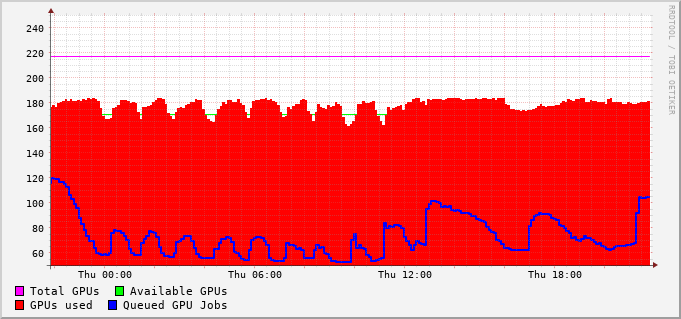 RRDTOOL / TOBI OETIKER
240
220
200
180
160
140
120
100
80
60
Thu 00:00 Thu 06:00 Thu 12:00 Thu 18:00
Total GPUs Available GPUs
GPUs used Queued GPU Jobs